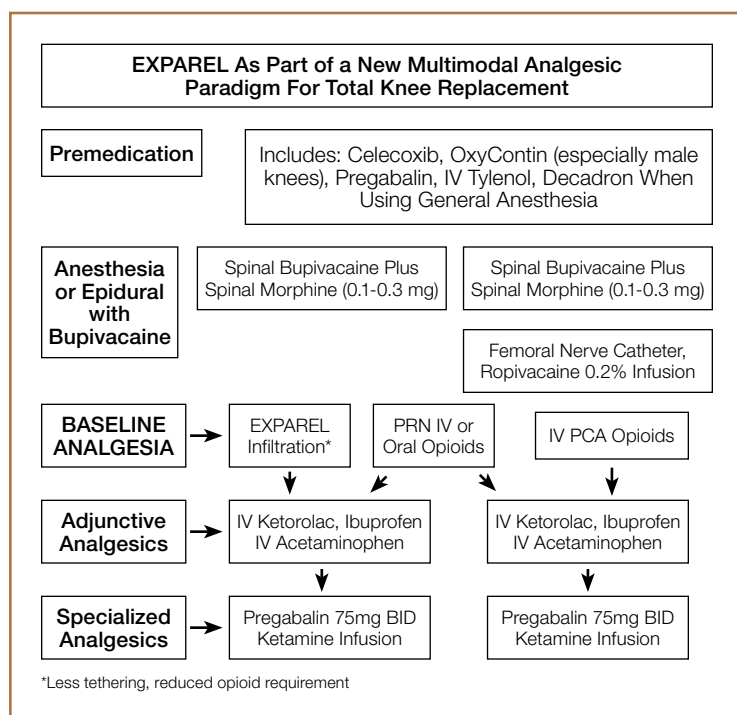 EXPAREL As Part of a New Multimodal Analgesic
Paradigm For Total Knee Replacement
Premedication
Includes: Celecoxib, OxyContin (especially male
knees), Pregabalin, IV Tylenol, Decadron When
Using General Anesthesia
Anesthesia
or Epidural
with
Bupivacaine
Spinal Bupivacaine Plus
Spinal Morphine (0.1-0.3 mg)
Spinal Bupivacaine Plus
Spinal Morphine (0.1-0.3 mg)
Femoral Nerve Catheter,
Ropivacaine 0.2% Infusion
BASELINE
ANALGESIA
EXPAREL
Infiltration*
PRN IV or
Oral Opioids
IV PCA Opioids
Adjunctive
Analgesics
IV Ketorolac, Ibuprofen
IV Acetaminophen
IV Ketorolac, Ibuprofen
IV Acetaminophen
Specialized
Analgesics
Pregabalin 75mg BID
Ketamine Infusion
Pregabalin 75mg BID
Ketamine Infusion
*Less tethering, reduced opioid requirement